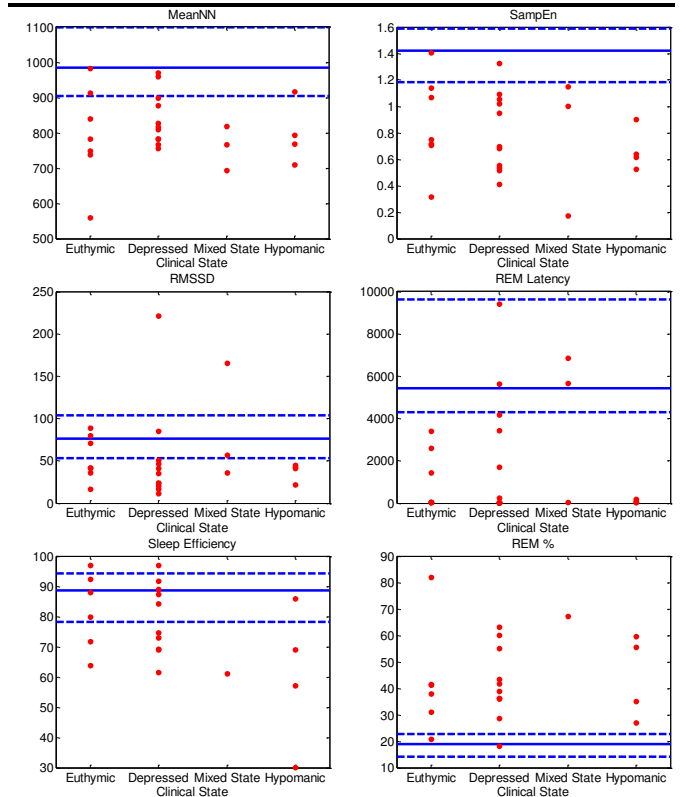 MeanNN
1100
1000
900
800
700
600
500
Euthymic Depressed Mixed State Hypomanic
Clinical State
SampEn
1.6
1.4
1.2
1
0.8
0.6
0.4
0.2
0
Euthymic Depressed Mixed State Hypomanic
Clinical State
RMSSD
250
200
150
100
50
0
Euthymic Depressed Mixed State Hypomanic
Clinical State
REM Latency
10000
8000
6000
4000
2000
0
Euthymic Depressed Mixed State Hypomanic
Clinical State
Sleep Efficiency
100
90
80
70
60
50
40
30
Euthymic Depressed Mixed State Hypomanic
Clinical State
REM %
90
80
70
60
50
40
30
20
10
Euthymic Depressed Mixed State Hypomanic
Clinical State